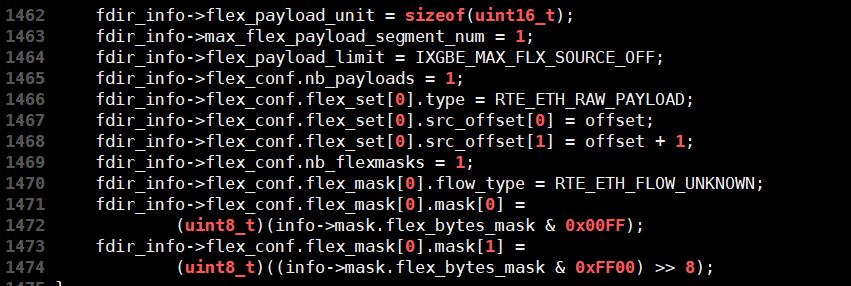 1462 fdir_info->flex_payload_unit = sizeof(uint16_t);
1463 fdir_info->max_flex_payload_segment_num = 1;
1464 fdir_info->flex_payload_limit = IXGBE_MAX_FLX_SOURCE_OFF;
1465 fdir_info->flex_conf.nb_payloads = 1;
1466 fdir_info->flex_conf.flex_set[0].type = RTE_ETH_RAW_PAYLOAD;
1467 fdir_info->flex_conf.flex_set[0].src_offset[0] = offset;
1468 fdir_info->flex_conf.flex_set[0].src_offset[1] = offset + 1;
1469 fdir_info->flex_conf.nb_flexmasks = 1;
1470 fdir_info->flex_conf.flex_mask[0].flow_type = RTE_ETH_FLOW_UNKNOWN;
1471 fdir_info->flex_conf.flex_mask[0].mask[0] =
1472 (uint8_t)(info->mask.flex_bytes_mask & 0x00FF);
1473 fdir_info->flex_conf.flex_mask[0].mask[1] =
1474 (uint8_t)((info->mask.flex_bytes_mask & 0xFF00) >> 8);